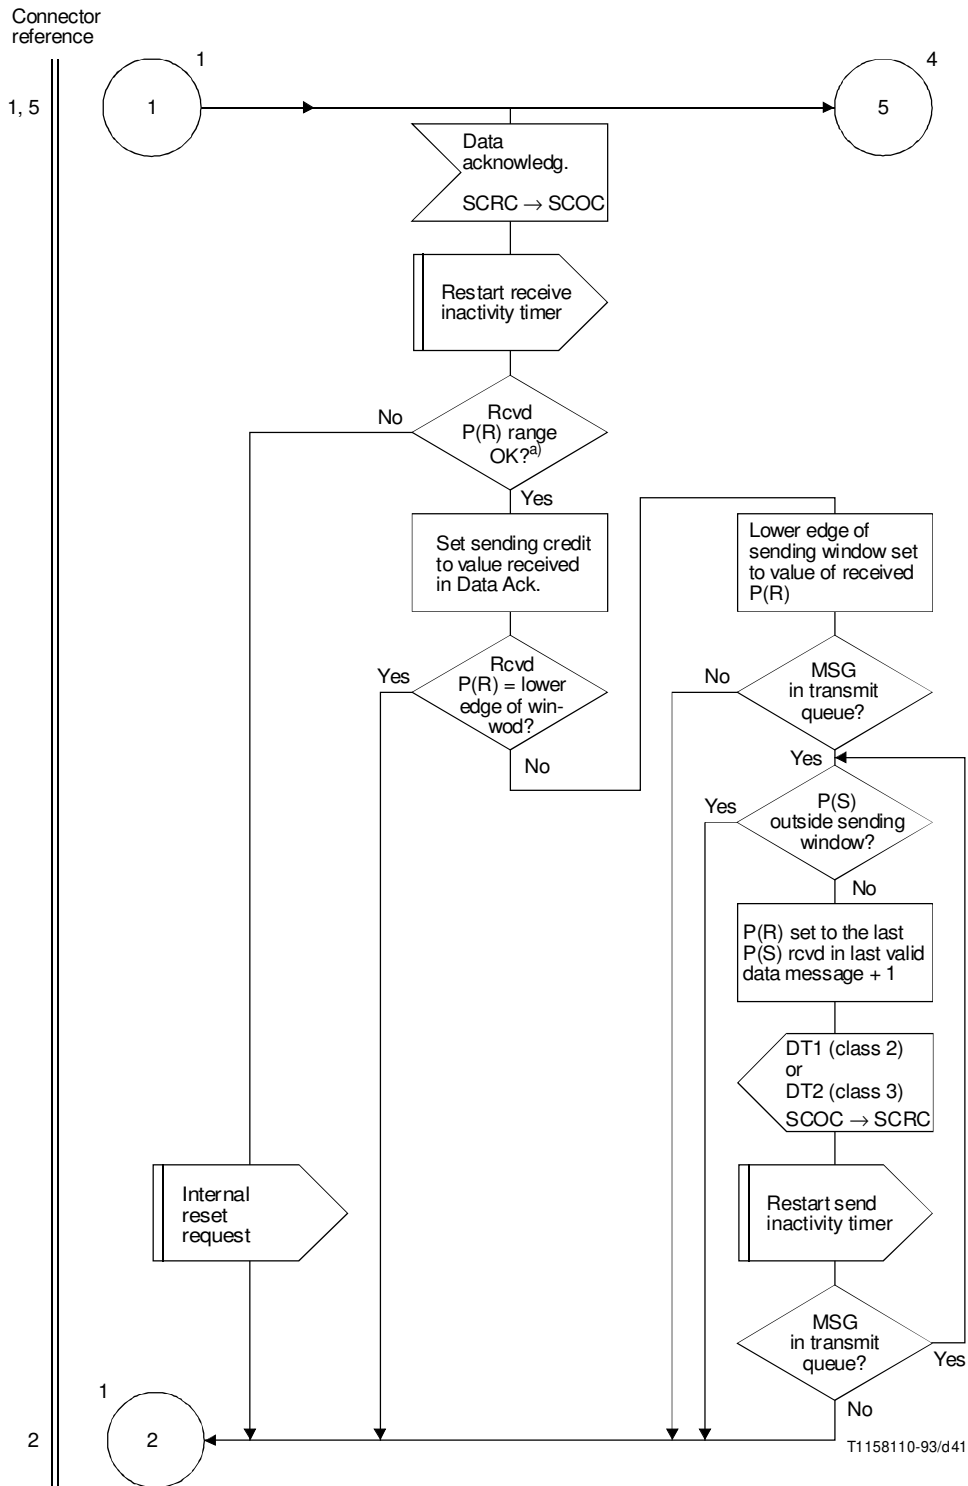 Connector
reference
1
4
1, 5
1
5
Data
acknowledg.
SCRC → SCOC
Restart receive
inactivity timer
No
Rcvd
P(R) range
OK?a)
Yes
Set sending credit
to value received
in Data Ack.
Lower edge of
sending window set
to value of received
P(R)
Yes
Rcvd
P(R) = lower
edge of win-
wod?
No
No
MSG
in transmit
queue?
Yes
Yes
P(S)
outside sending
window?
No
P(R) set to the last
P(S) rcvd in last valid
data message + 1
DT1 (class 2)
or
DT2 (class 3)
SCOC → SCRC
Internal
reset
request
Restart send
inactivity timer
MSG
in transmit
queue?
Yes
No
1
2
2
T1158110-93/d41